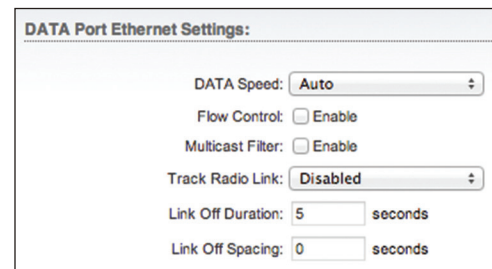 DATA Port Ethernet Settings:
DATA Speed: Auto
Flow Control: Enable
Multicast Filter: Enable
Track Radio Link: Disabled
Link Off Duration: 5 seconds
Link Off Spacing: 0 seconds